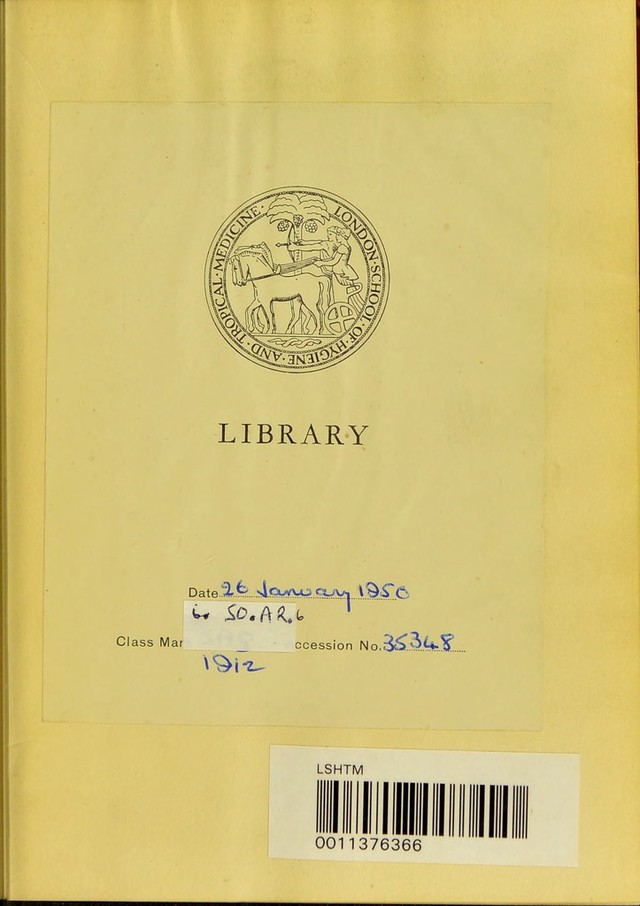 LONDON·SCHOOL·OF·HYGIENE·AND·TROPICAL·MEDICINE·
LIBRARY
Date 26 January 1950
SO.AR.6
Class Mar ccession No. 35348
1912
LSHTM
0011376366